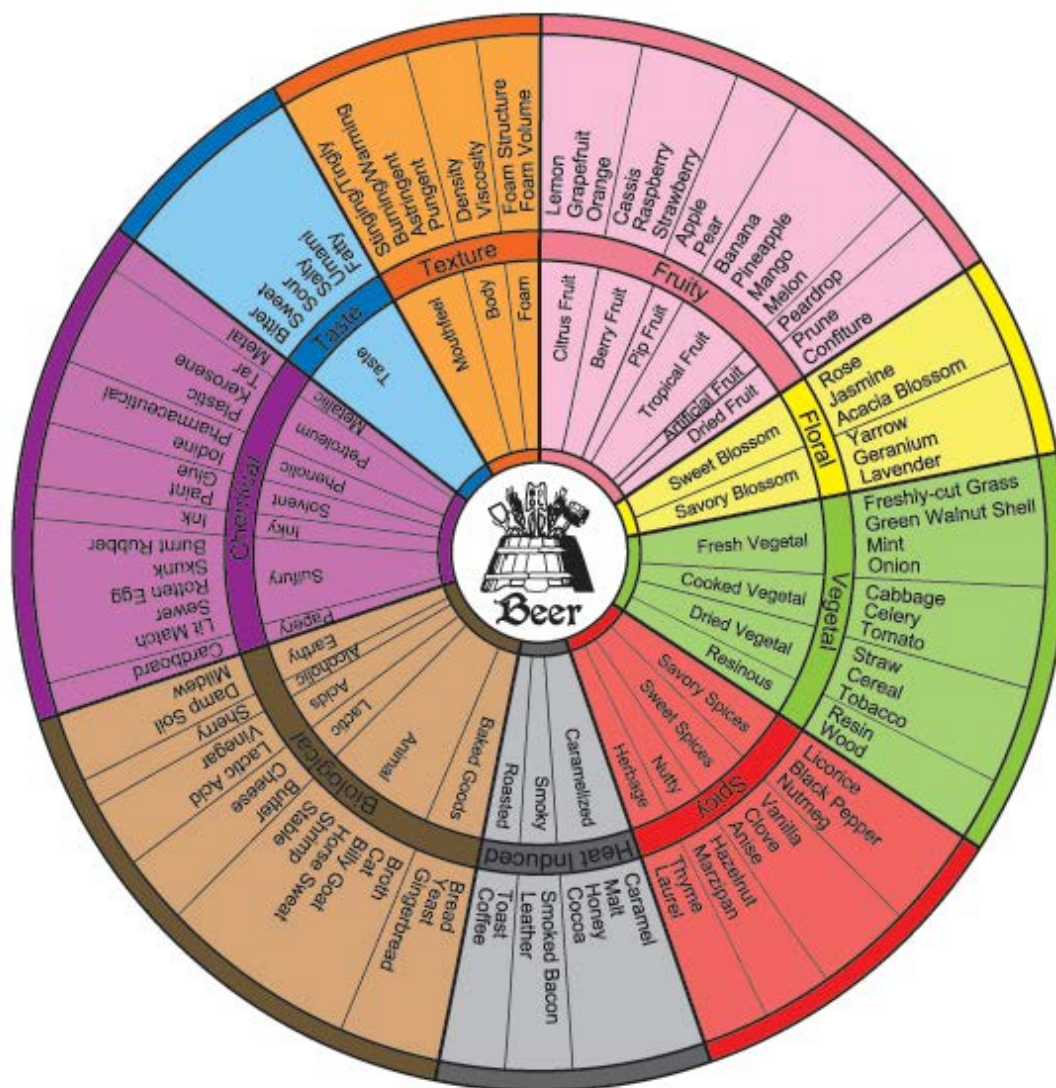 Beer
Fruity
Citrus Fruit
Lemon
Grapefruit
Orange
Berry Fruit
Cassis
Raspberry
Strawberry
Pip Fruit
Apple
Pear
Tropical Fruit
Banana
Pineapple
Mango
Melon
Artificial Fruit
Peardrop
Dried Fruit
Prune
Confiture
Floral
Sweet Blossom
Rose
Jasmine
Acacia Blossom
Savory Blossom
Yarrow
Geranium
Lavender
Vegetal
Fresh Vegetal
Freshly-cut Grass
Green Walnut Shell
Mint
Onion
Cooked Vegetal
Cabbage
Celery
Tomato
Dried Vegetal
Straw
Cereal
Tobacco
Resinous
Resin
Wood
Spicy
Savory Spices
Licorice
Black Pepper
Nutmeg
Sweet Spices
Vanilla
Clove
Anise
Nutty
Hazelnut
Marzipan
Herbage
Thyme
Laurel
Heat Induced
Caramelized
Caramel
Malt
Honey
Cocoa
Smoky
Smoked Bacon
Leather
Roasted
Toast
Coffee
Biological
Baked Goods
Bread
Yeast
Gingerbread
Animal
Broth
Cat
Billy Goat
Horse Sweat
Shrimp
Stable
Lactic
Butter
Cheese
Lactic Acid
Acids
Vinegar
Alcoholic
Sherry
Earthy
Damp Soil
Mildew
Chemical
Papery
Cardboard
Sulfury
Lit Match
Sewer
Rotten Egg
Skunk
Burnt Rubber
Inky
Ink
Solvent
Paint
Glue
Phenolic
Iodine
Pharmaceutical
Petroleum
Plastic
Kerosene
Tar
Metallic
Metal
Taste
Taste
Bitter
Sweet
Sour
Salty
Umami
Fatty
Texture
Mouthfeel
Stinging/Tingly
Burning/Warming
Astringent
Pungent
Body
Density
Viscosity
Foam
Foam Structure
Foam Volume